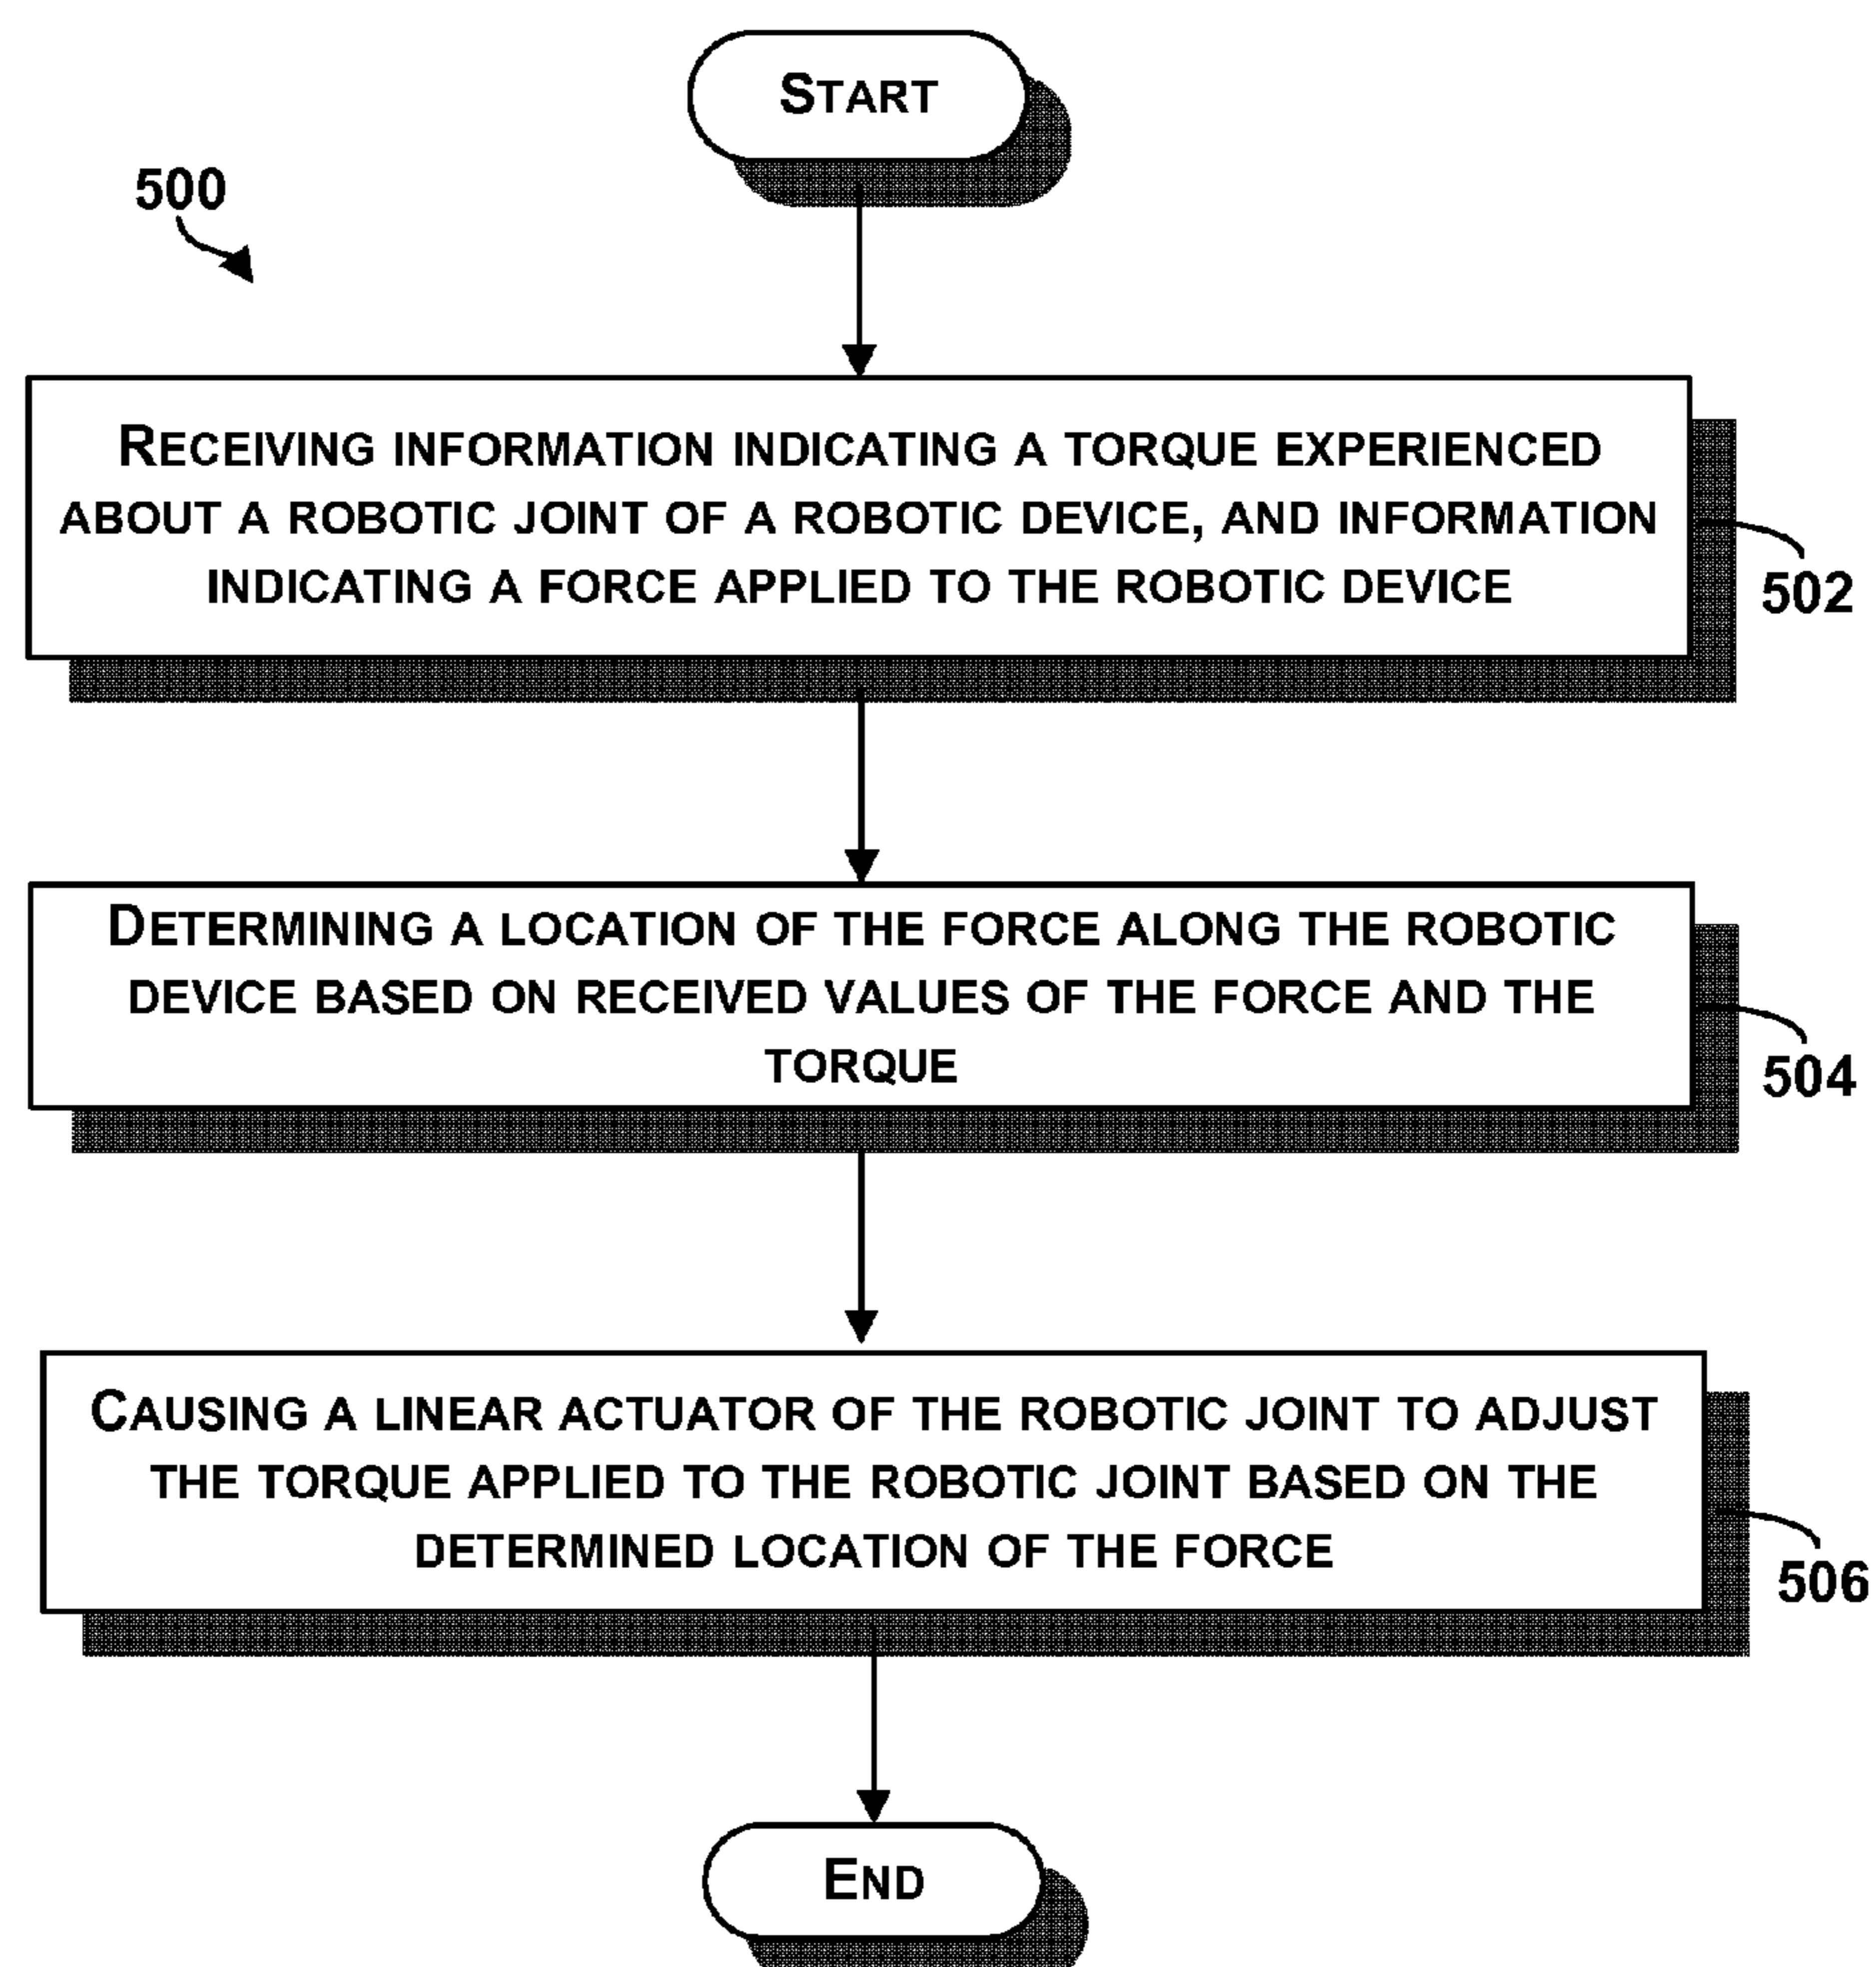 START
500
RECEIVING INFORMATION INDICATING A TORQUE EXPERIENCED
ABOUT A ROBOTIC JOINT OF A ROBOTIC DEVICE, AND INFORMATION
INDICATING A FORCE APPLIED TO THE ROBOTIC DEVICE
502
DETERMINING A LOCATION OF THE FORCE ALONG THE ROBOTIC
DEVICE BASED ON RECEIVED VALUES OF THE FORCE AND THE
TORQUE
504
CAUSING A LINEAR ACTUATOR OF THE ROBOTIC JOINT TO ADJUST
THE TORQUE APPLIED TO THE ROBOTIC JOINT BASED ON THE
DETERMINED LOCATION OF THE FORCE
506
END